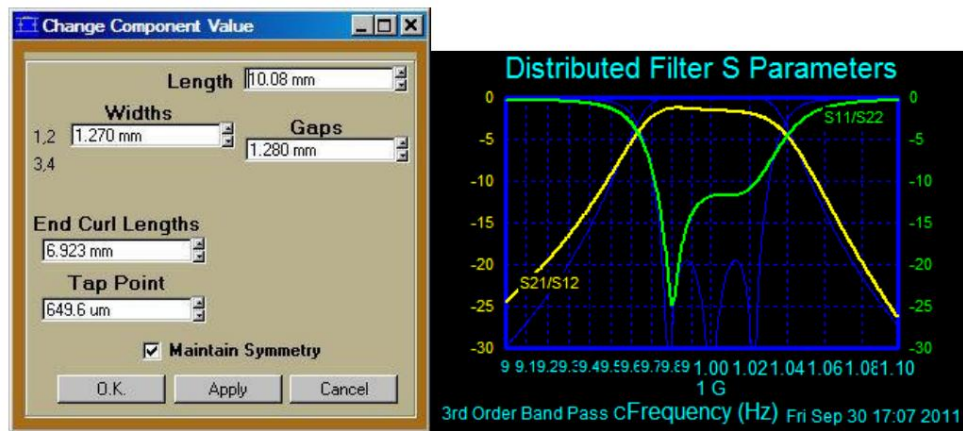 Change Component Value
Length 10.08 mm
Widths
1,2 1.270 mm
3,4
Gaps
1.280 mm
End Curl Lengths
6.923 mm
Tap Point
649.6 um
Maintain Symmetry
O.K. Apply Cancel
Distributed Filter S Parameters
0 0
S11/S22
-5 -5
-10 -10
-15 -15
-20 -20
S21/S12
-25 -25
-30 -30
1.00 1.02 1.04 1.06 1.08 1.10
1 G
3rd Order Band Pass C Frequency (Hz) Fri Sep 30 17:07 2011